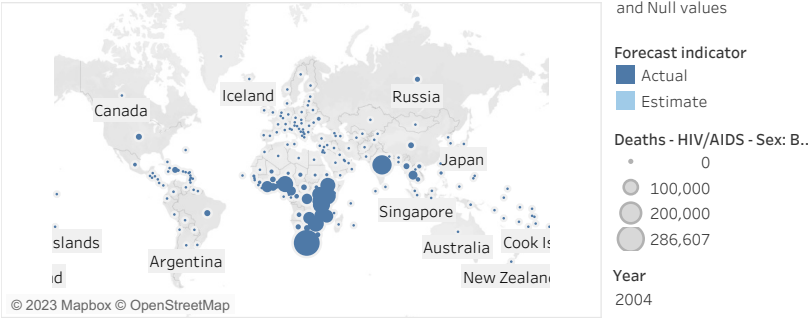 and Null values
Forecast indicator
Actual
Estimate
Deaths - HIV/AIDS - Sex: B..
0
100,000
200,000
286,607
Year
2004
Canada
Iceland
Russia
Japan
Singapore
slands
Australia
Cook Is
Argentina
d
New Zealand
© 2023 Mapbox © OpenStreetMap